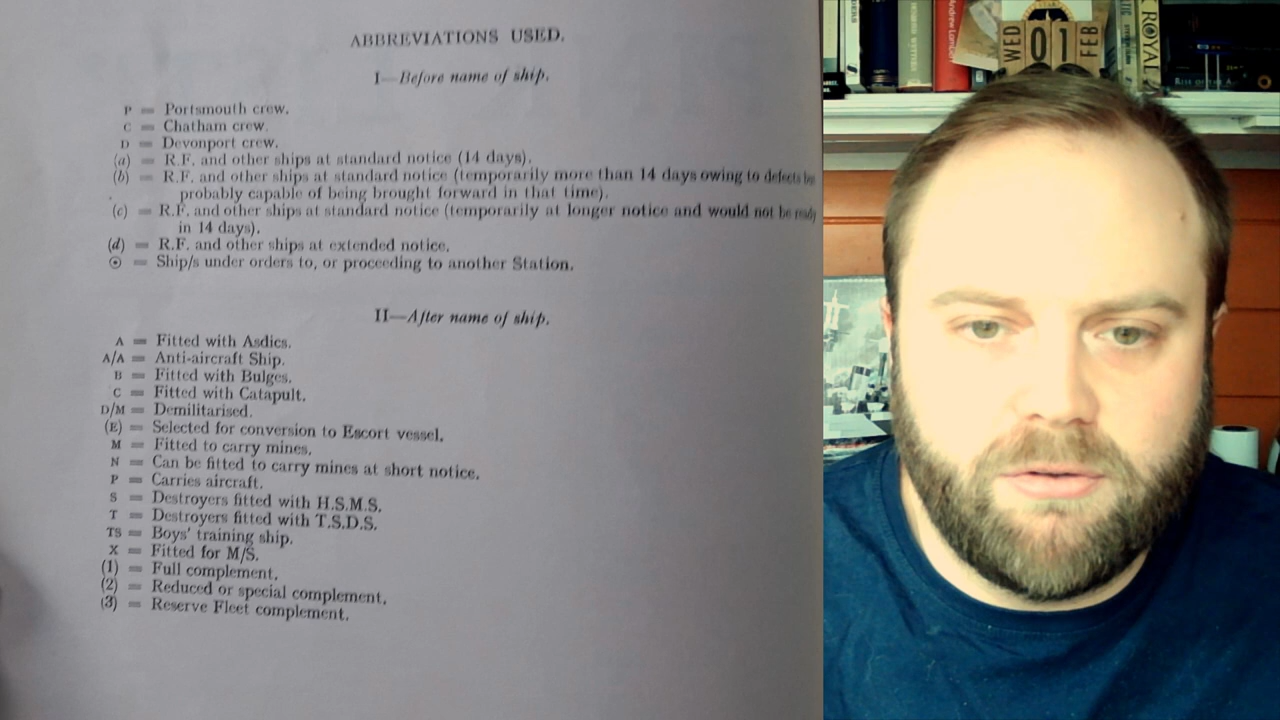 ABBREVIATIONS USED.
I—Before name of ship.
P = Portsmouth crew.
C = Chatham crew.
D = Devonport crew.
(a) = R.F. and other ships at standard notice (14 days).
(b) = R.F. and other ships at standard notice (temporarily more than 14 days owing to defects
probably capable of being brought forward in that time).
(c) = R.F. and other ships at standard notice (temporarily at longer notice and would not be ready
in 14 days).
(d) = R.F. and other ships at extended notice.
⊙ = Ship/s under orders to, or proceeding to another Station.
II—After name of ship.
A = Fitted with Asdics.
A/A = Anti-aircraft Ship.
B = Fitted with Bulges.
C = Fitted with Catapult.
D/M = Demilitarised.
(E) = Selected for conversion to Escort vessel.
M = Fitted to carry mines.
N = Can be fitted to carry mines at short notice.
P = Carries aircraft.
S = Destroyers fitted with H.S.M.S.
T = Destroyers fitted with T.S.D.S.
TS = Boys' training ship.
X = Fitted for M/S.
(1) = Full complement.
(2) = Reduced or special complement.
(3) = Reserve Fleet complement.
WED 01 FEB
Andrew Lambert
ROYAL